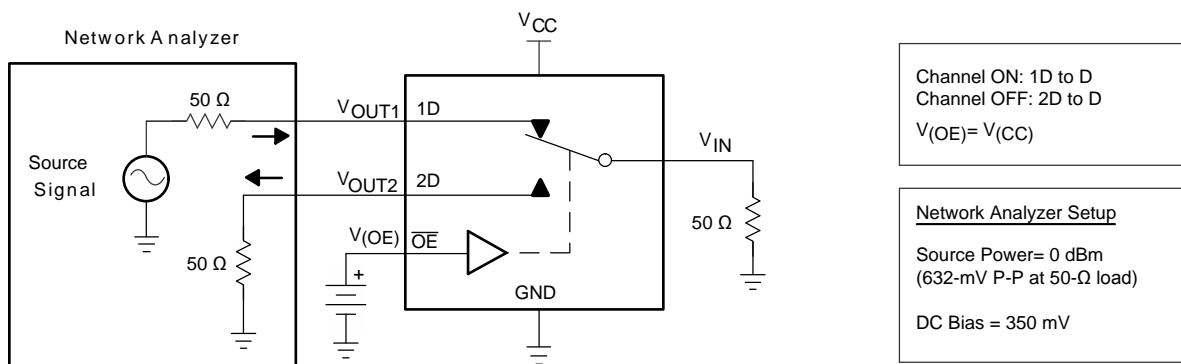 Network Analyzer
VCC
50 Ω
VOUT1 1D
VIN
Source
Signal
VOUT2 2D
50 Ω
V(OE) OE
+
50 Ω
GND
Channel ON: 1D to D
Channel OFF: 2D to D
V(OE)= V(CC)
Network Analyzer Setup
Source Power= 0 dBm
(632-mV P-P at 50-Ω load)
DC Bias = 350 mV